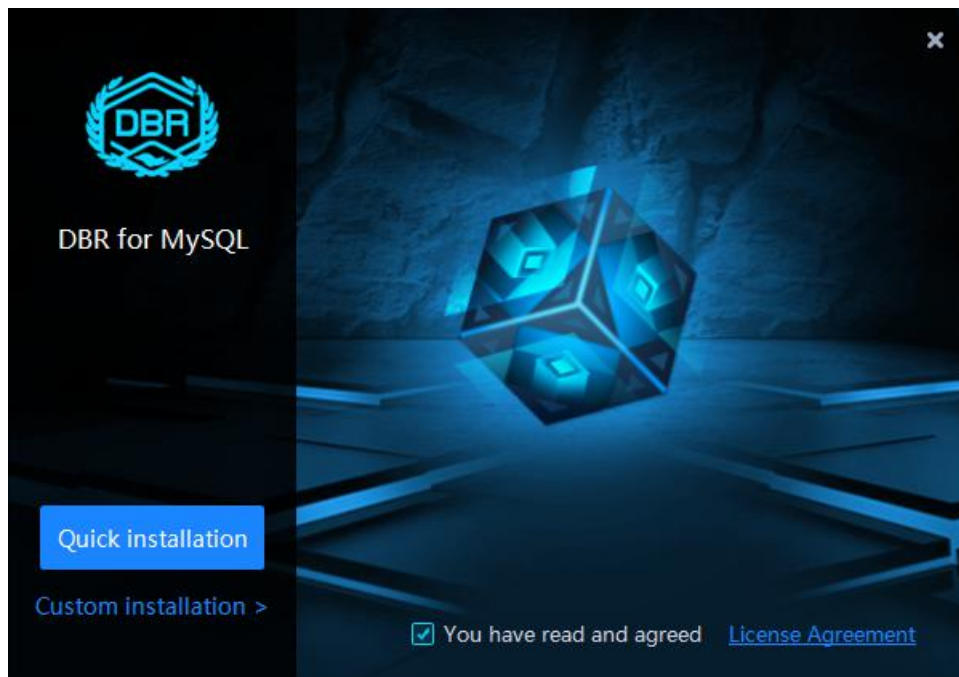 DBR
DBR for MySQL
Quick installation
Custom installation >
You have read and agreed License Agreement